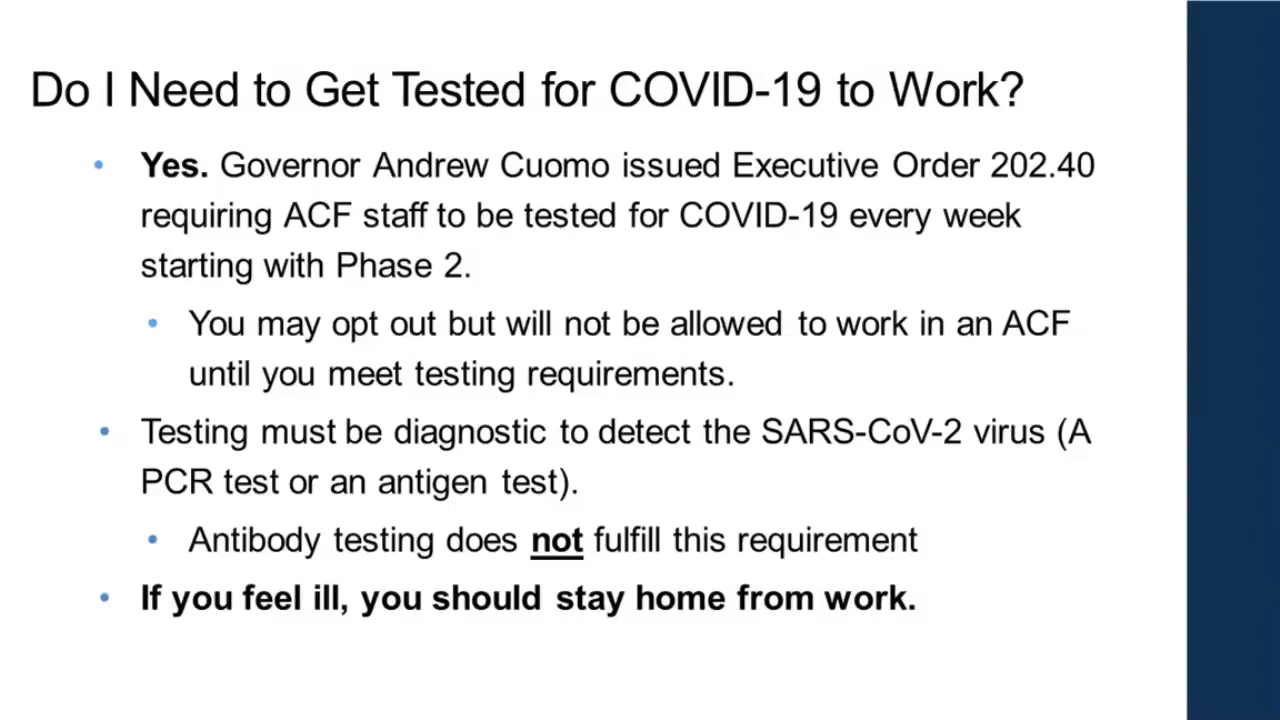 Do I Need to Get Tested for COVID-19 to Work?
• Yes. Governor Andrew Cuomo issued Executive Order 202.40
requiring ACF staff to be tested for COVID-19 every week
starting with Phase 2.
• You may opt out but will not be allowed to work in an ACF
until you meet testing requirements.
• Testing must be diagnostic to detect the SARS-CoV-2 virus (A
PCR test or an antigen test).
• Antibody testing does not fulfill this requirement
• If you feel ill, you should stay home from work.